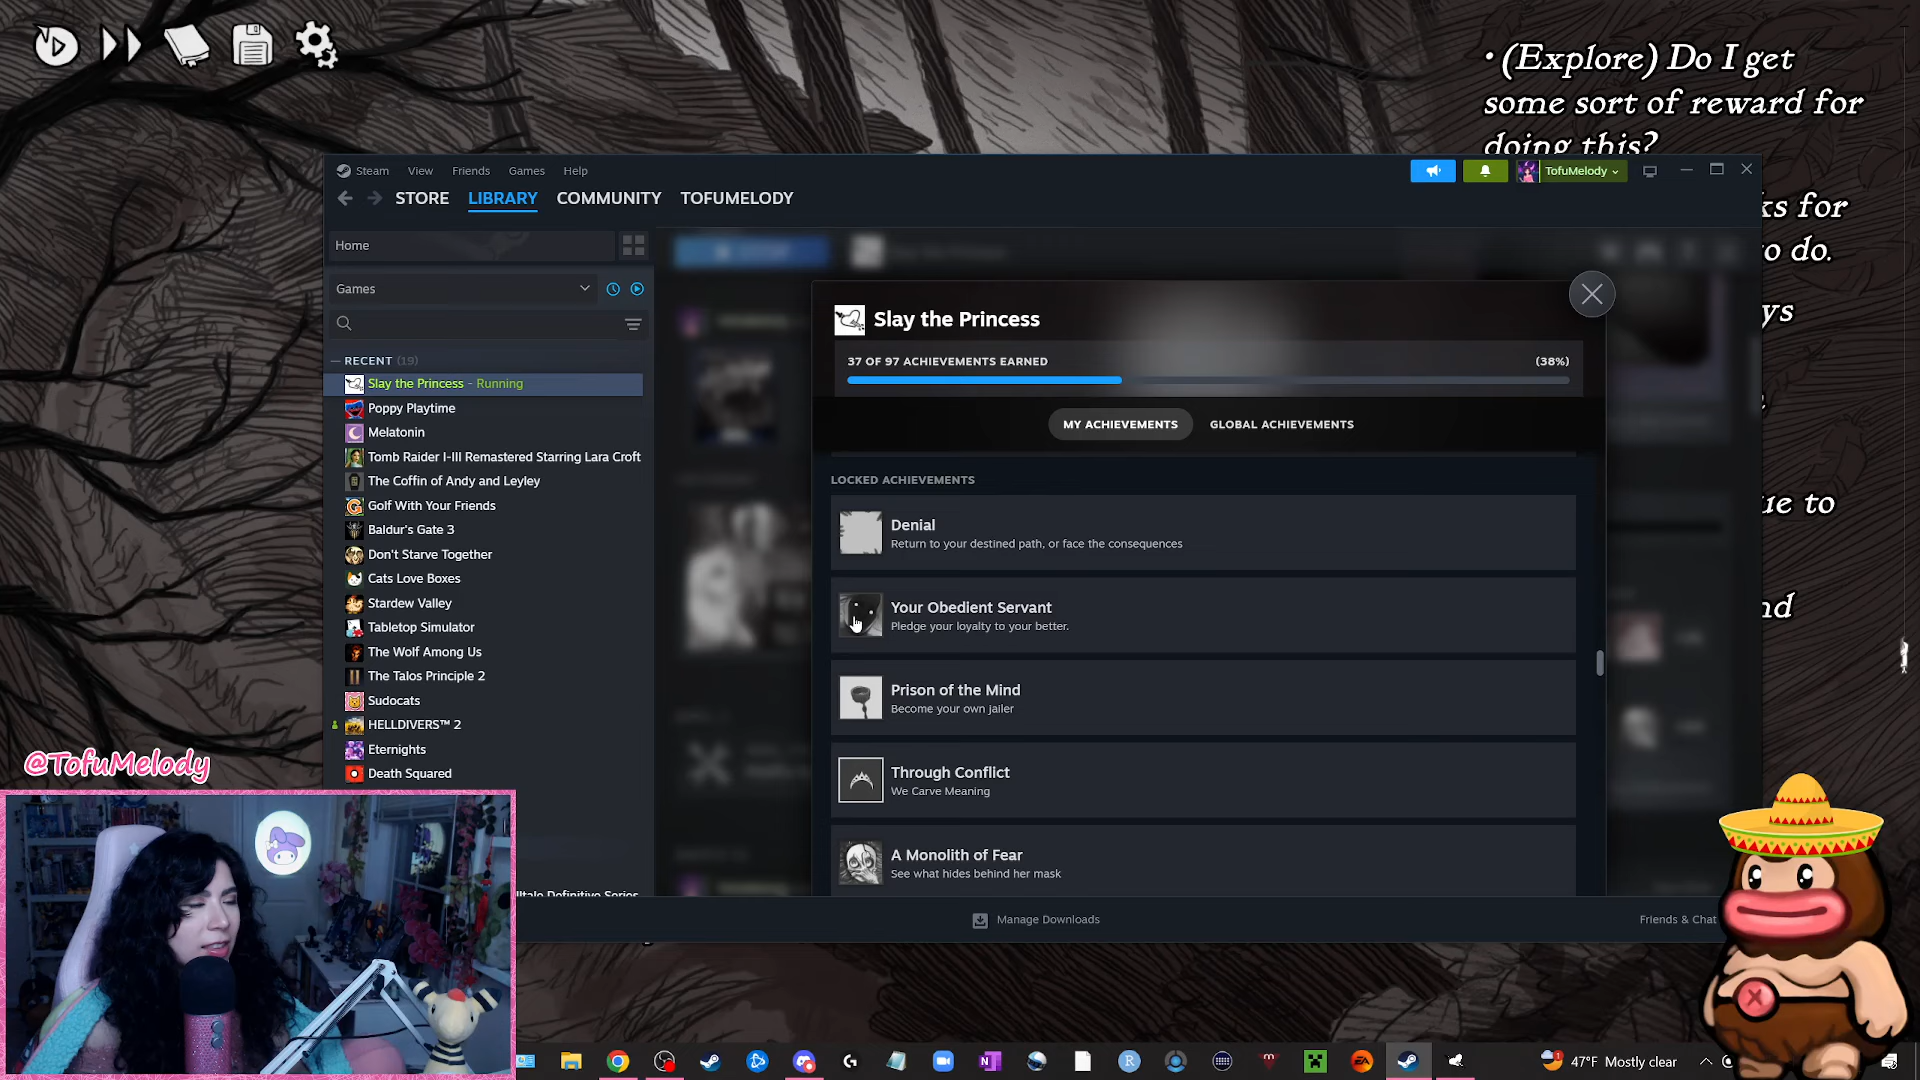 • (Explore) Do I get
some sort of reward for
doing this?
ks for
o do.
ys
ue to
nd
Steam View Friends Games Help
TofuMelody
STORE LIBRARY COMMUNITY TOFUMELODY
Home
Games
RECENT (19)
Slay the Princess - Running
Poppy Playtime
Melatonin
Tomb Raider I-III Remastered Starring Lara Croft
The Coffin of Andy and Leyley
Golf With Your Friends
Baldur's Gate 3
Don't Starve Together
Cats Love Boxes
Stardew Valley
Tabletop Simulator
The Wolf Among Us
The Talos Principle 2
Sudocats
HELLDIVERS™ 2
Eternights
Death Squared
Slay the Princess
37 OF 97 ACHIEVEMENTS EARNED (38%)
MY ACHIEVEMENTS GLOBAL ACHIEVEMENTS
LOCKED ACHIEVEMENTS
Denial
Return to your destined path, or face the consequences
Your Obedient Servant
Pledge your loyalty to your better.
Prison of the Mind
Become your own jailer
Through Conflict
We Carve Meaning
A Monolith of Fear
See what hides behind her mask
lltale Definitive Series
Manage Downloads
Friends & Chat
@TofuMelody
47°F Mostly clear